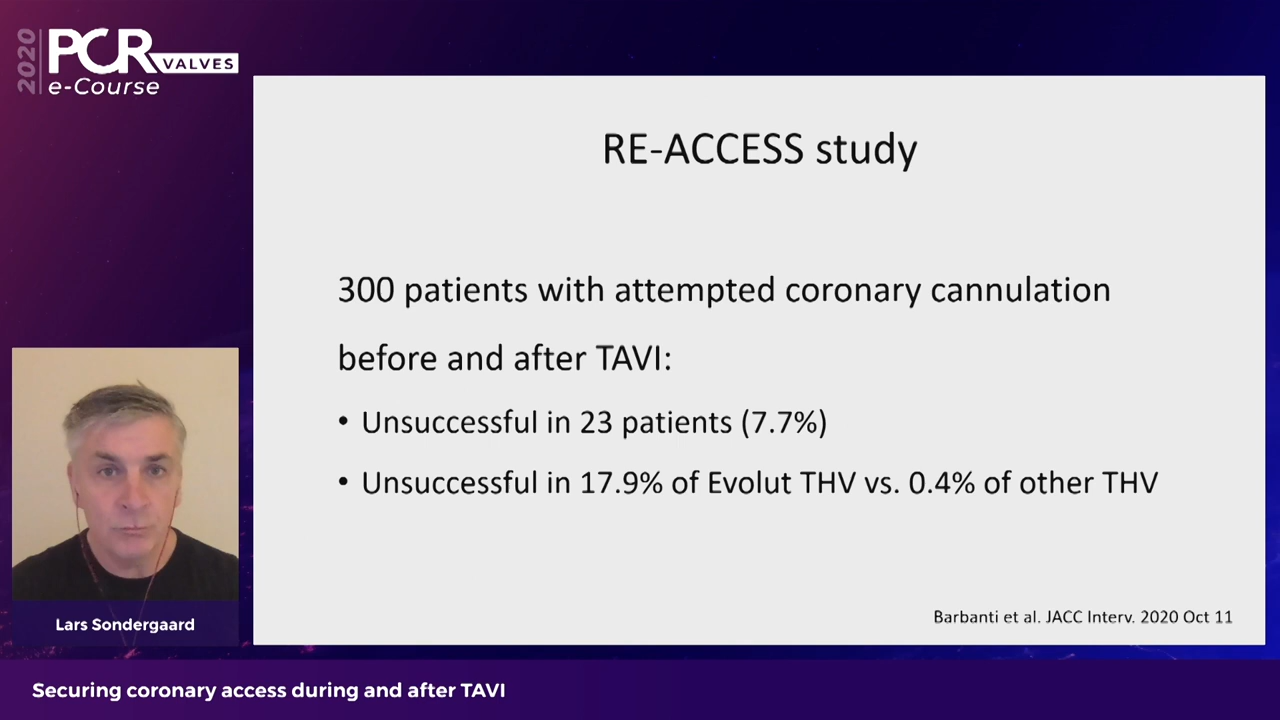 2020
PCR
VALVES
e-Course
RE-ACCESS study
300 patients with attempted coronary cannulation
before and after TAVI:
• Unsuccessful in 23 patients (7.7%)
• Unsuccessful in 17.9% of Evolut THV vs. 0.4% of other THV
Barbanti et al. JACC Interv. 2020 Oct 11
Lars Sondergaard
Securing coronary access during and after TAVI